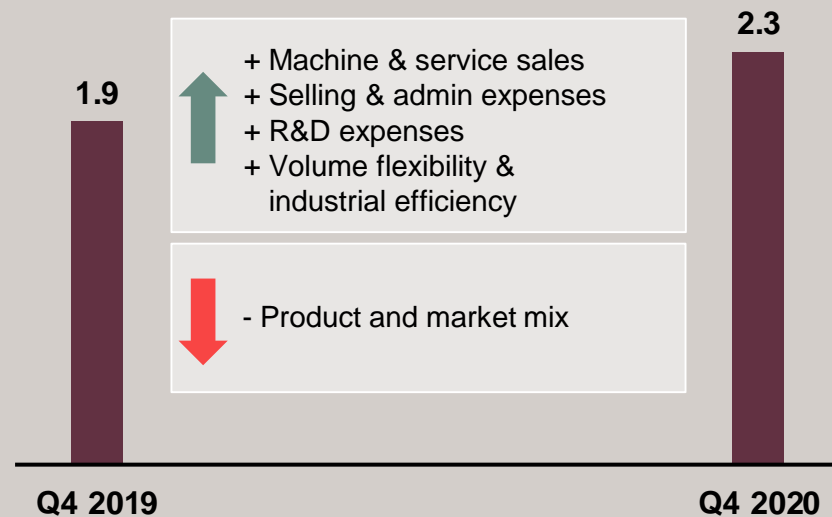 2.3
1.9
+ Machine & service sales
+ Selling & admin expenses
+ R&D expenses
+ Volume flexibility &
industrial efficiency
- Product and market mix
Q4 2019
Q4 2020